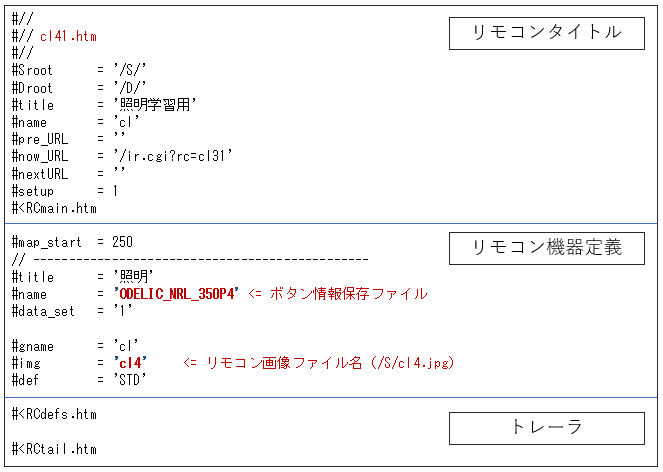 #//
#// cl41.htm
#//
リモコンタイトル
#Sroot = '/S/'
#Droot = '/D/'
#title = '照明学習用'
#name = 'cl'
#pre_URL = ''
#now_URL = '/ir.cgi?rc=cl31'
#nextURL = ''
#setup = 1
#<RCmain.htm
#map_start = 250
リモコン機器定義
// -----------------------------------------------
#title = '照明'
#name = 'ODELIC_NRL_350P4' <= ボタン情報保存ファイル
#data_set = '1'
#gname = 'cl'
#img = 'cl4' <= リモコン画像ファイル名 (/S/cl4.jpg)
#def = 'STD'
#<RCdefs.htm
トレーラ
#<RCtail.htm